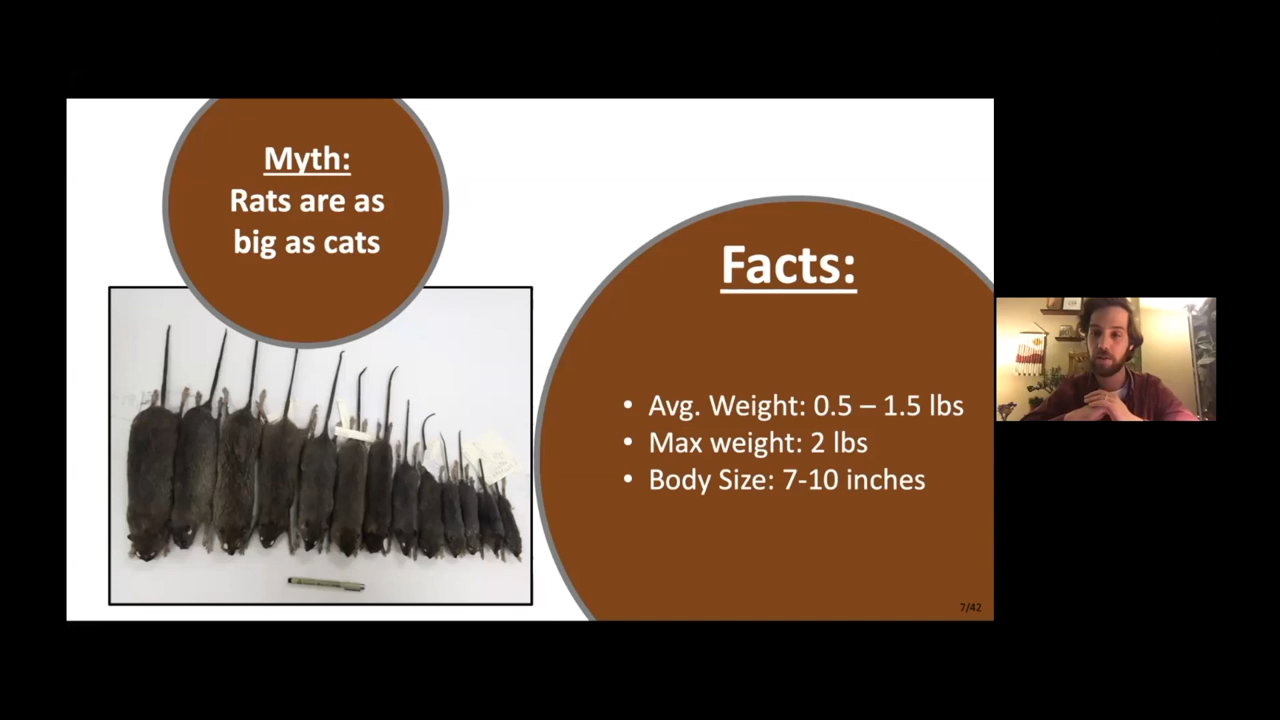 Myth:
Rats are as
big as cats
Facts:
• Avg. Weight: 0.5 – 1.5 lbs
• Max weight: 2 lbs
• Body Size: 7-10 inches
7/42